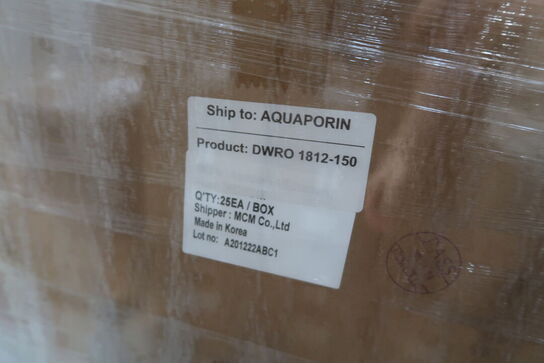 Ship to: AQUAPORIN
Product: DWRO 1812-150
Q'TY:25EA / BOX
Shipper : MCM Co.,Ltd
Made in Korea
Lot no: A201222ABC1
PASS